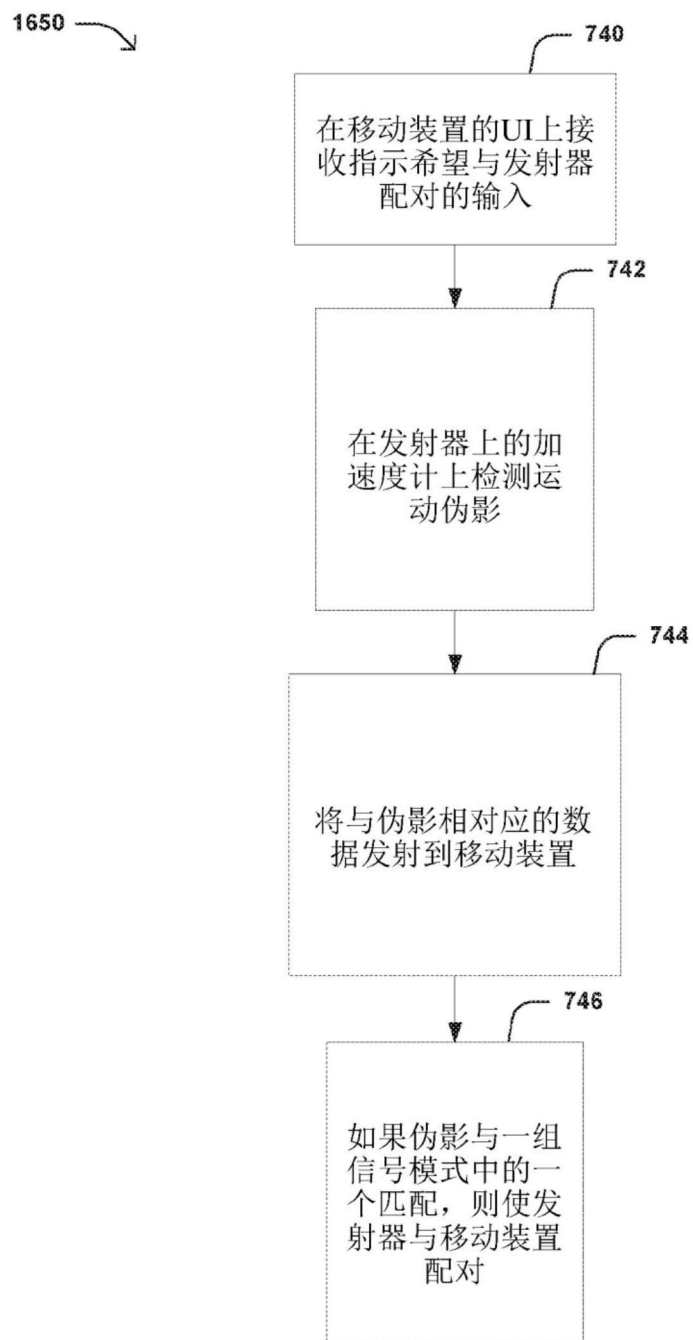 1650
740
在移动装置的UI上接
收指示希望与发射器
配对的输入
742
在发射器上的加
速度计上检测运
动伪影
744
将与伪影相对应的数
据发射到移动装置
746
如果伪影与一组
信号模式中的一
个匹配，则使发
射器与移动装置
配对